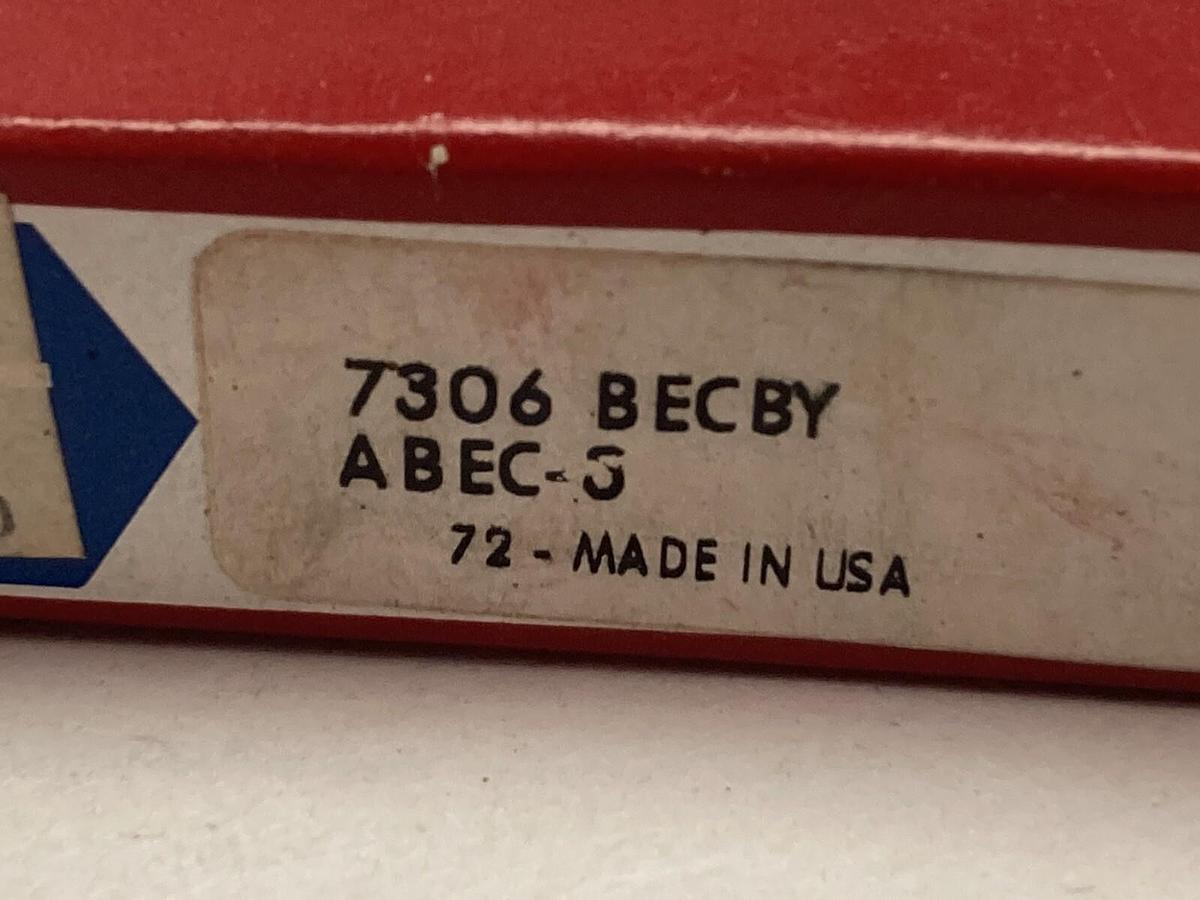 7306 BECBY
ABEC-3
72 - MADE IN USA